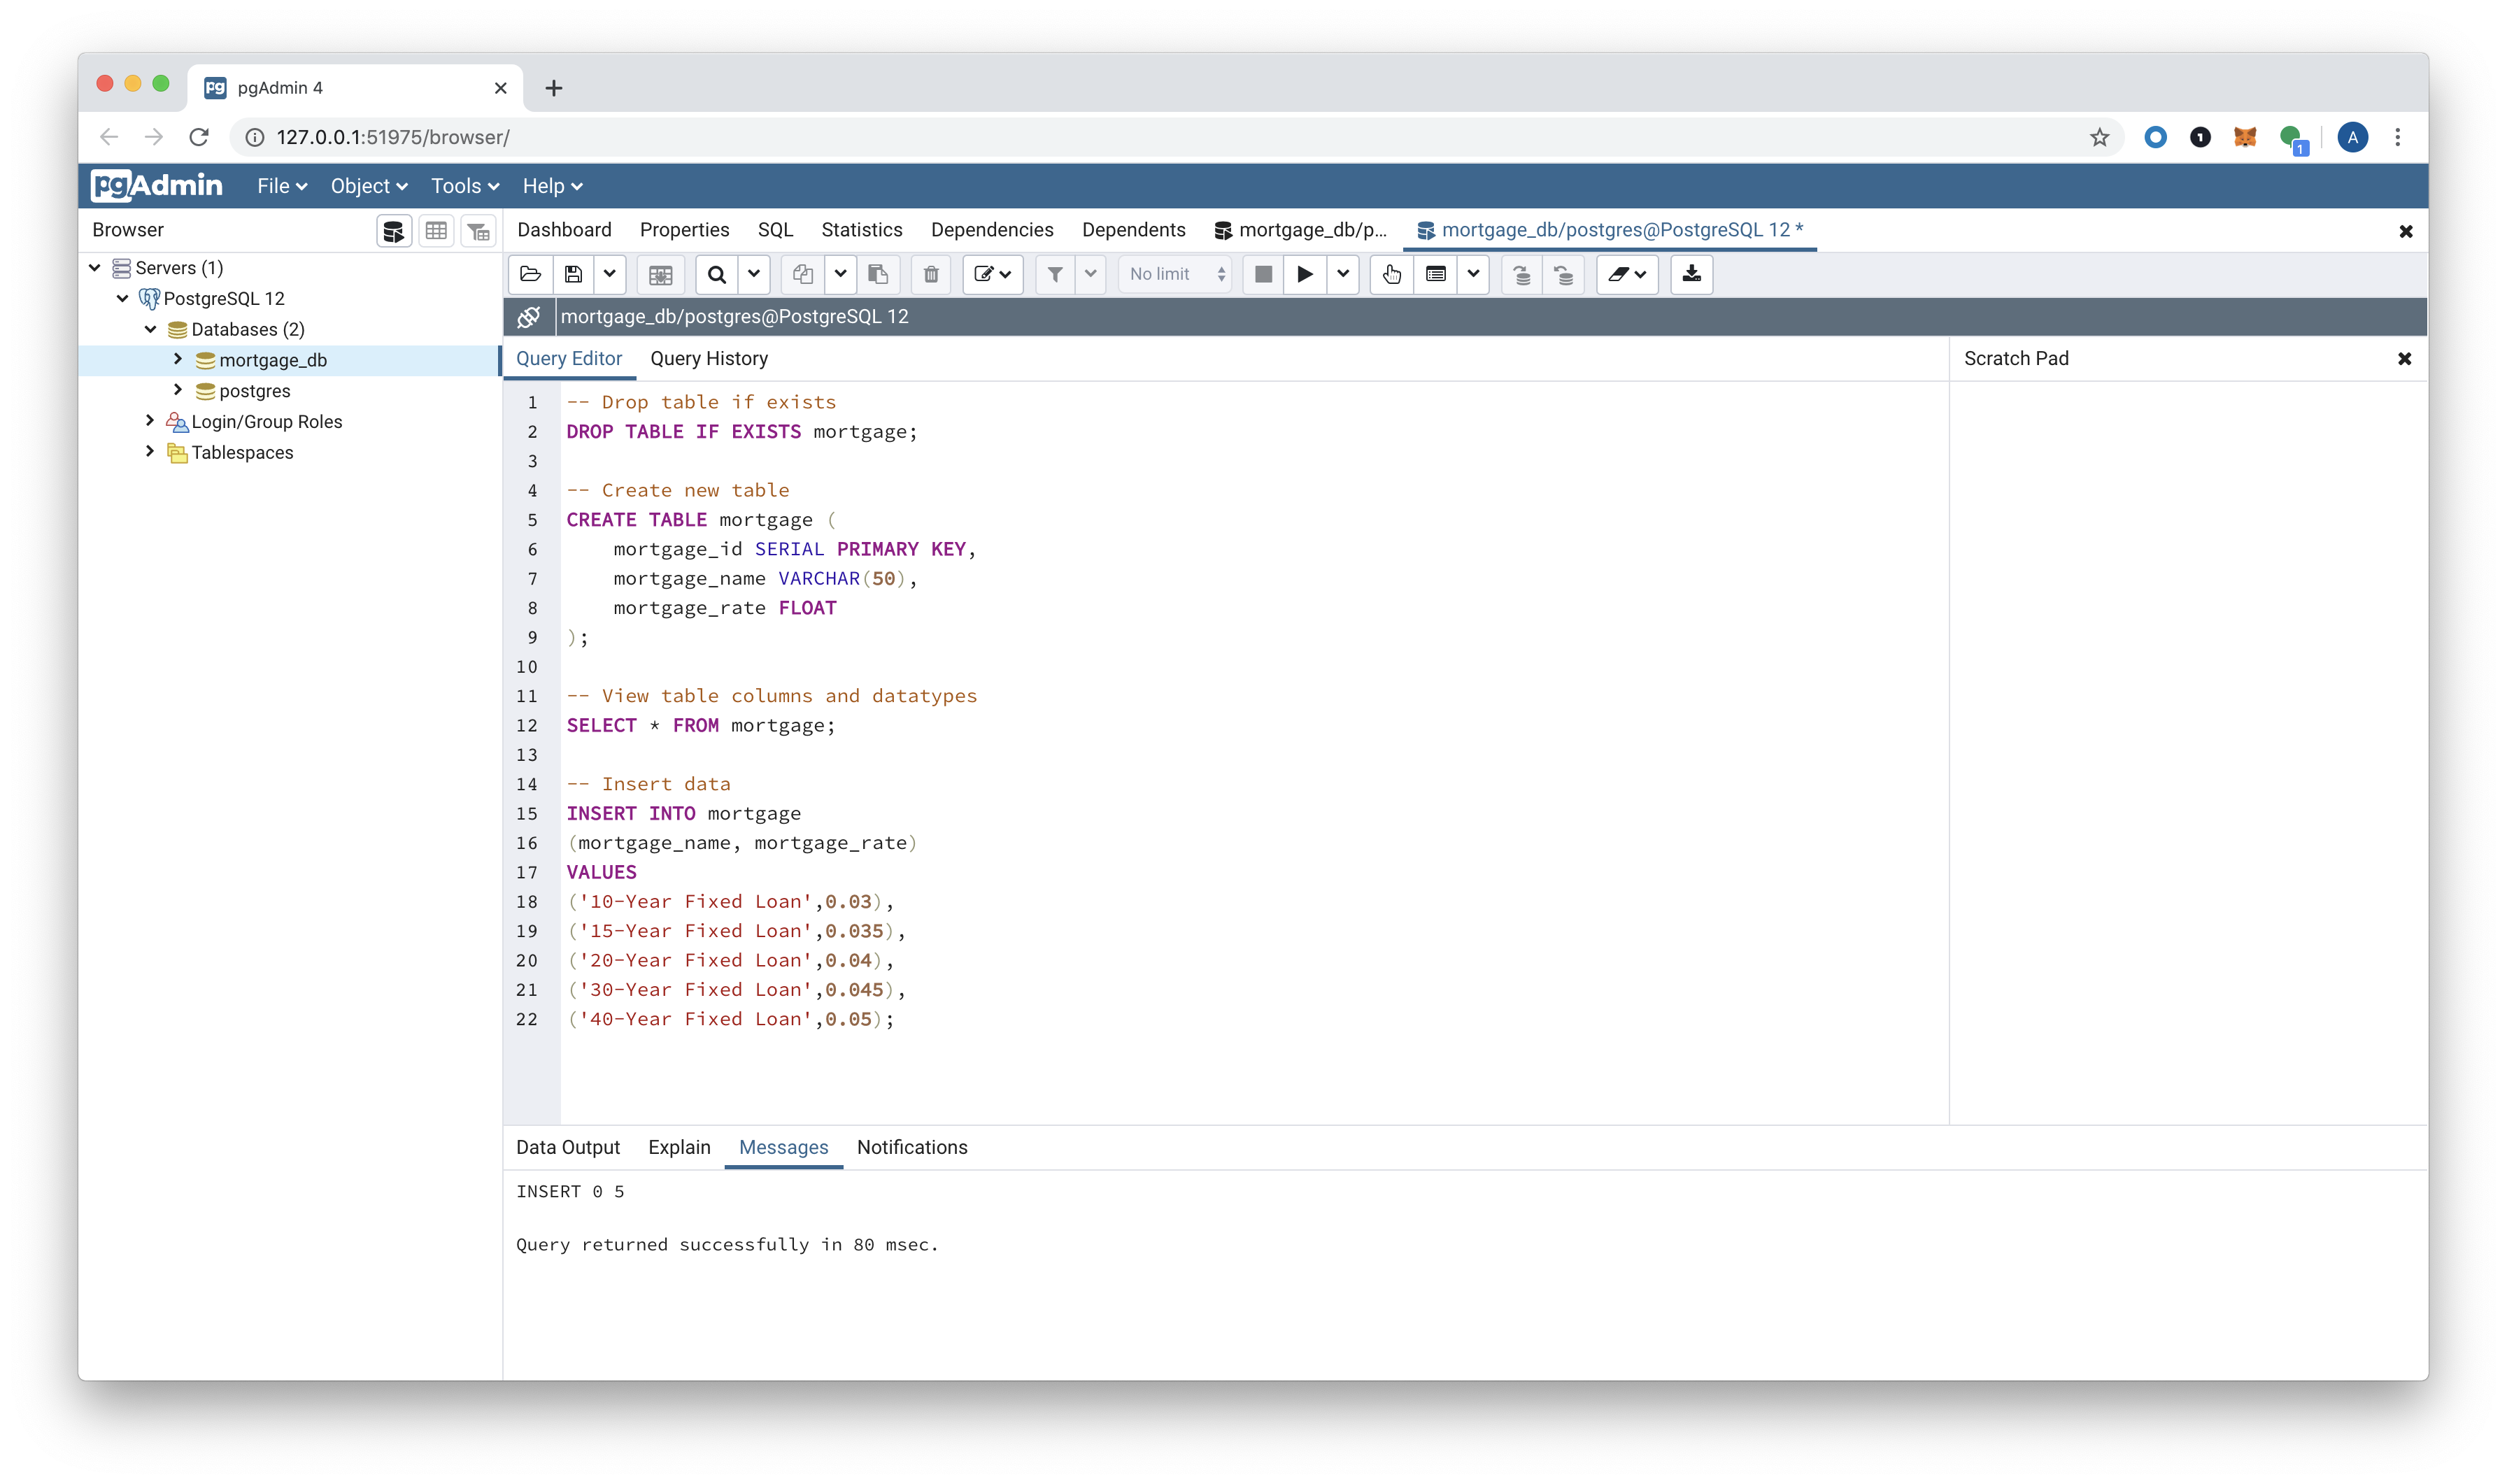 pgAdmin 4
127.0.0.1:51975/browser/
1
A
1
pgAdmin File Object Tools Help
Browser
Dashboard Properties SQL Statistics Dependencies Dependents mortgage_db/p... mortgage_db/postgres@PostgreSQL 12 *
Servers (1)
PostgreSQL 12
Databases (2)
mortgage_db
postgres
Login/Group Roles
Tablespaces
No limit
mortgage_db/postgres@PostgreSQL 12
Query Editor Query History
Scratch Pad
1 -- Drop table if exists
2 DROP TABLE IF EXISTS mortgage;
3
4 -- Create new table
5 CREATE TABLE mortgage (
6 mortgage_id SERIAL PRIMARY KEY,
7 mortgage_name VARCHAR(50),
8 mortgage_rate FLOAT
9 );
10
11 -- View table columns and datatypes
12 SELECT * FROM mortgage;
13
14 -- Insert data
15 INSERT INTO mortgage
16 (mortgage_name, mortgage_rate)
17 VALUES
18 ('10-Year Fixed Loan',0.03),
19 ('15-Year Fixed Loan',0.035),
20 ('20-Year Fixed Loan',0.04),
21 ('30-Year Fixed Loan',0.045),
22 ('40-Year Fixed Loan',0.05);
Data Output Explain Messages Notifications
INSERT 0 5
Query returned successfully in 80 msec.